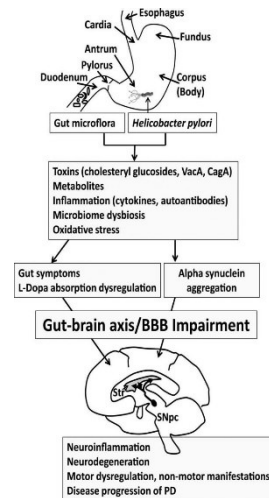 Esophagus
Cardia
Fundus
Antrum
Pylorus
Duodenum
Corpus
(Body)
Gut microflora
Helicobacter pylori
Toxins (cholesteryl glucosides, VacA, CagA)
Metabolites
Inflammation (cytokines, autoantibodies)
Microbiome dysbiosis
Oxidative stress
Gut symptoms
L-Dopa absorption dysregulation
Alpha synuclein
aggregation
Gut-brain axis/BBB Impairment
Str
SNpc
Neuroinflammation
Neurodegeneration
Motor dysregulation, non-motor manifestations
Disease progression of PD